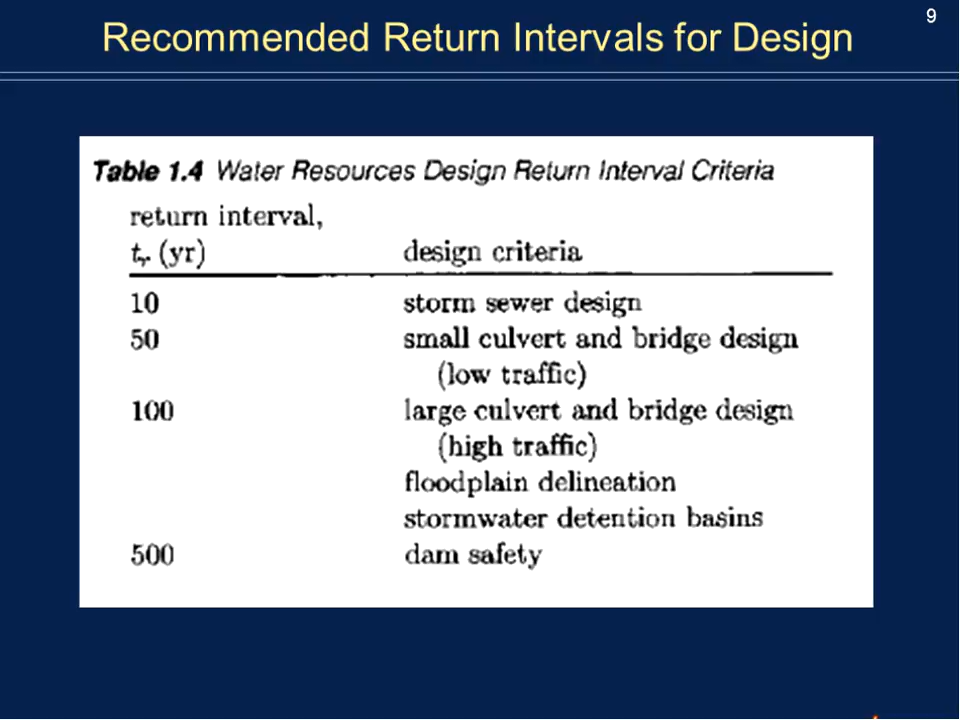 9
Recommended Return Intervals for Design
Table 1.4 Water Resources Design Return Interval Criteria
return interval,
tr (yr) design criteria
10 storm sewer design
50 small culvert and bridge design
(low traffic)
100 large culvert and bridge design
(high traffic)
floodplain delineation
stormwater detention basins
500 dam safety